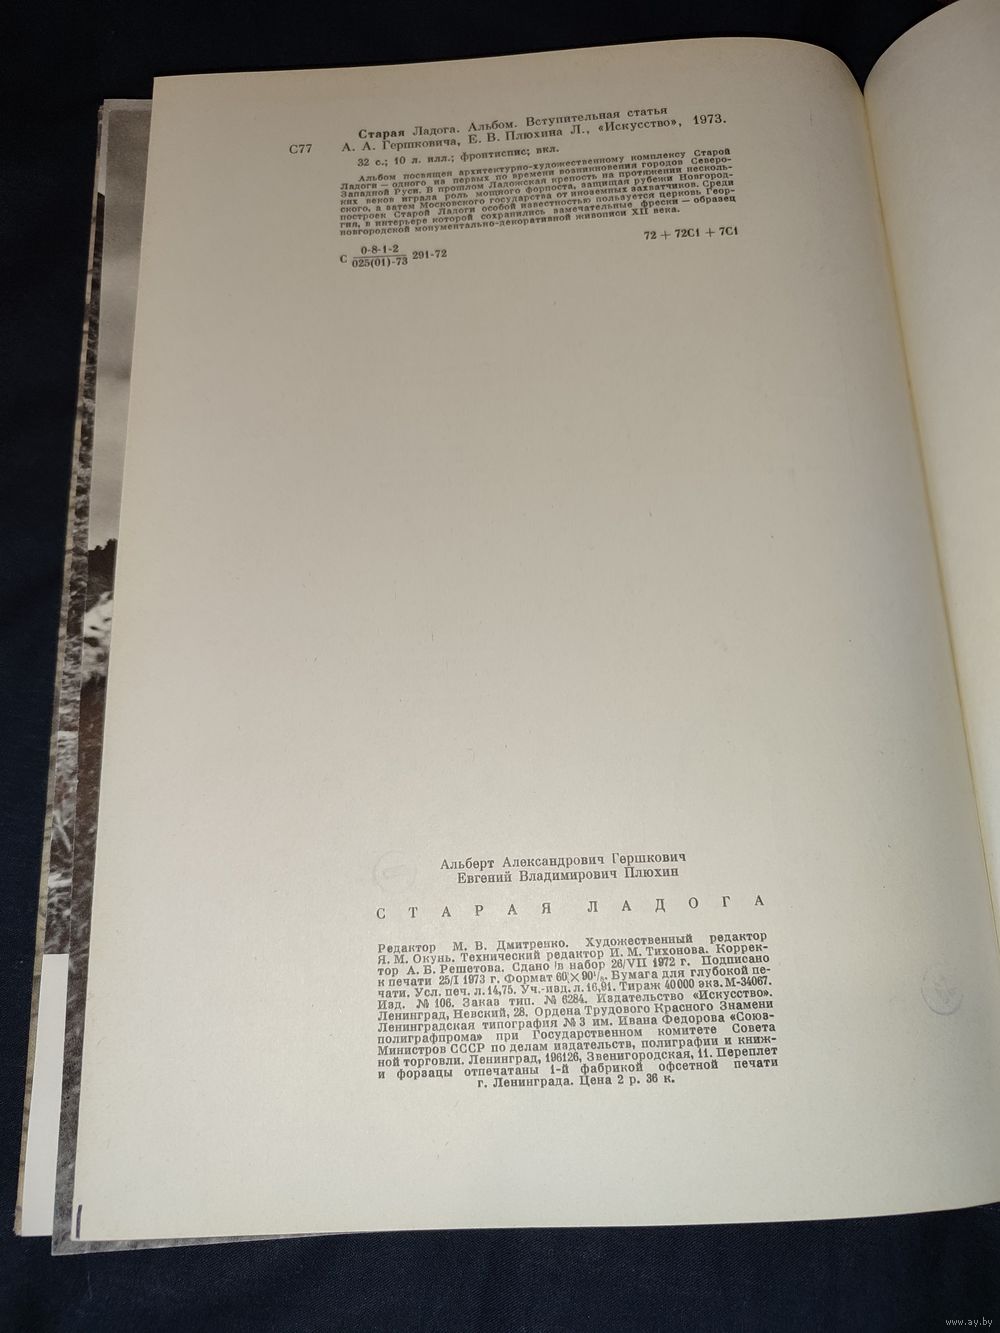 Старая Ладога. Альбом. Вступительная статья
С77 А. А. Гершковича, Е. В. Плюхина Л., «Искусство», 1973.
32 с.; 10 л. илл.; фронтиспис; вкл.
Альбом посвящен архитектурно-художественному комплексу Старой
Ладоги — одного из первых по времени возникновения городов Северо-
Западной Руси. В прошлом Ладожская крепость на протяжении несколь-
ких веков играла роль мощного форпоста, защищая рубежи Новгород-
ского, а затем Московского государства от иноземных захватчиков. Среди
построек Старой Ладоги особой известностью пользуется церковь Геор-
гия, в интерьере которой сохранились замечательные фрески — образец
новгородской монументально-декоративной живописи XII века.
С 0-8-1-2
025(01)-73 291-72
72 + 72С1 + 7С1
Альберт Александрович Гершкович
Евгений Владимирович Плюхин
СТАРАЯ ЛАДОГА
Редактор М. В. Дмитренко. Художественный редактор
Я. М. Окунь. Технический редактор И. М. Тихонова. Коррек-
тор А. Б. Решетова. Сдано в набор 26/VII 1972 г. Подписано
к печати 25/I 1973 г. Формат 60×90¹/₈. Бумага для глубокой пе-
чати. Усл. печ. л. 14,75. Уч.-изд. л. 16,91. Тираж 40 000 экз. М-34067.
Изд. № 106. Заказ тип. № 6284. Издательство «Искусство».
Ленинград, Невский, 28. Ордена Трудового Красного Знамени
Ленинградская типография № 3 им. Ивана Федорова «Союз-
полиграфпрома» при Государственном комитете Совета
Министров СССР по делам издательств, полиграфии и книж-
ной торговли. Ленинград, 196126, Звенигородская, 11. Переплет
и форзацы отпечатаны 1-й фабрикой офсетной печати
г. Ленинграда. Цена 2 р. 36 к.
www.ay.by